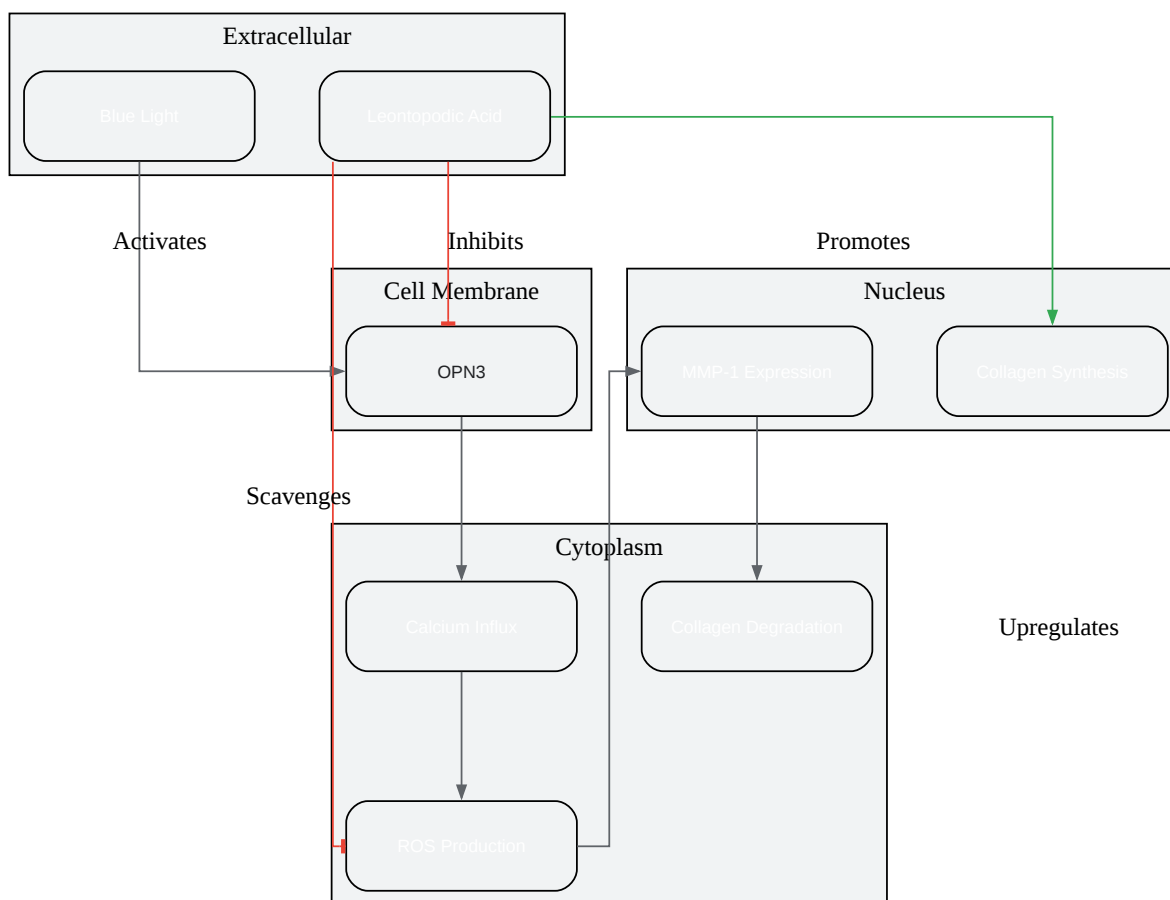 Extracellular
Blue Light
Leontopodic Acid
Activates
Inhibits
Promotes
Cell Membrane
Nucleus
OPN3
MMP-1 Expression
Collagen Synthesis
Scavenges
Cytoplasm
Calcium Influx
Collagen Degradation
Upregulates
ROS Production